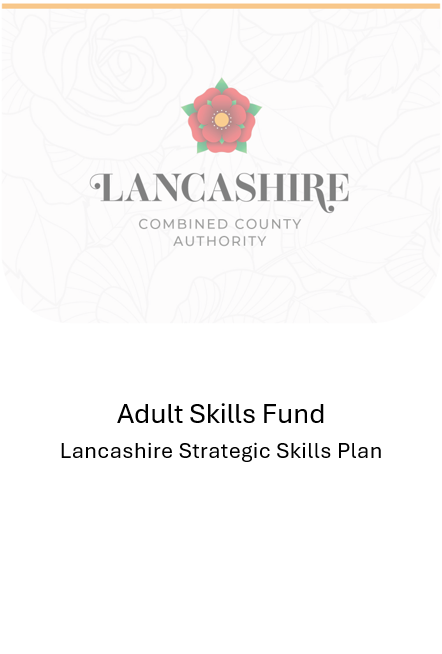 LANCASHIRE
COMBINED COUNTY
AUTHORITY
Adult Skills Fund
Lancashire Strategic Skills Plan